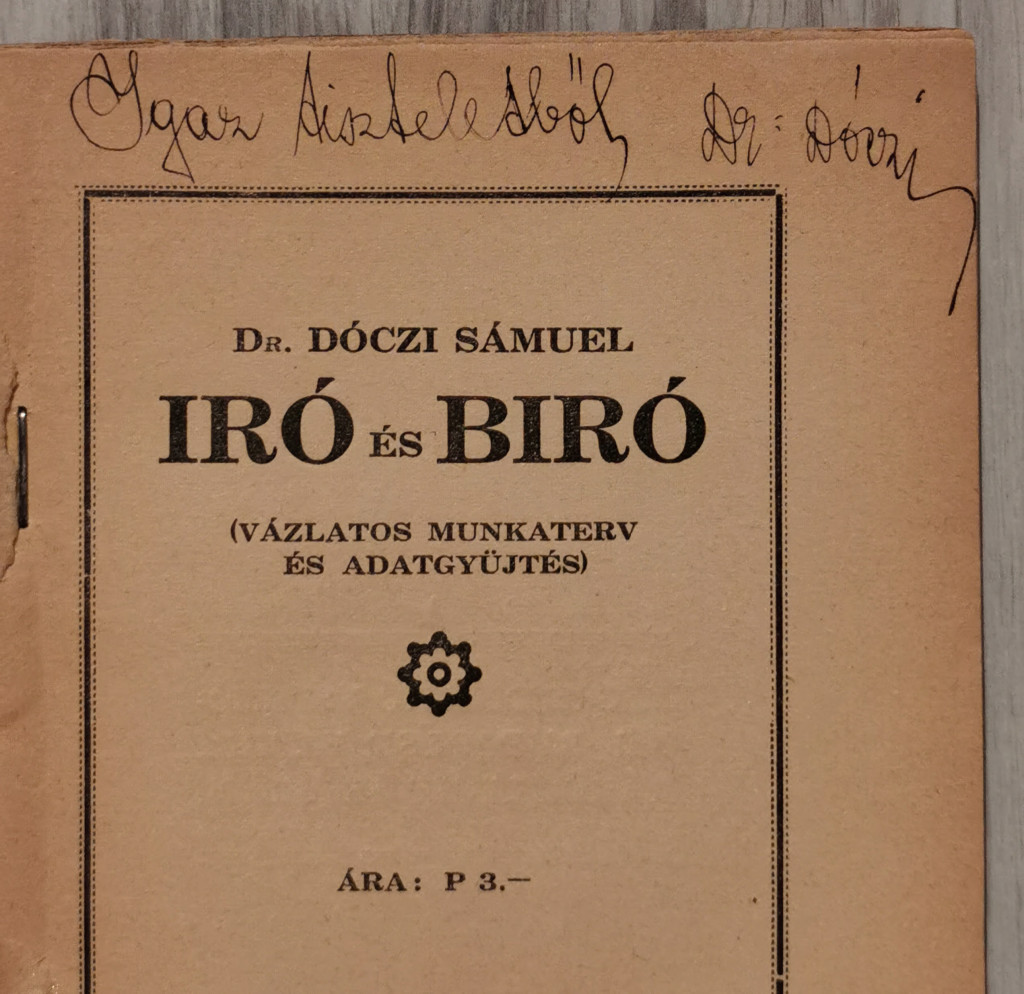 Igaz tiszteletből Dr: Dóczi
Dr. DÓCZI SÁMUEL
IRÓ ÉS BIRÓ
(VÁZLATOS MUNKATERV
ÉS ADATGYÜJTÉS)
ÁRA: P 3.—